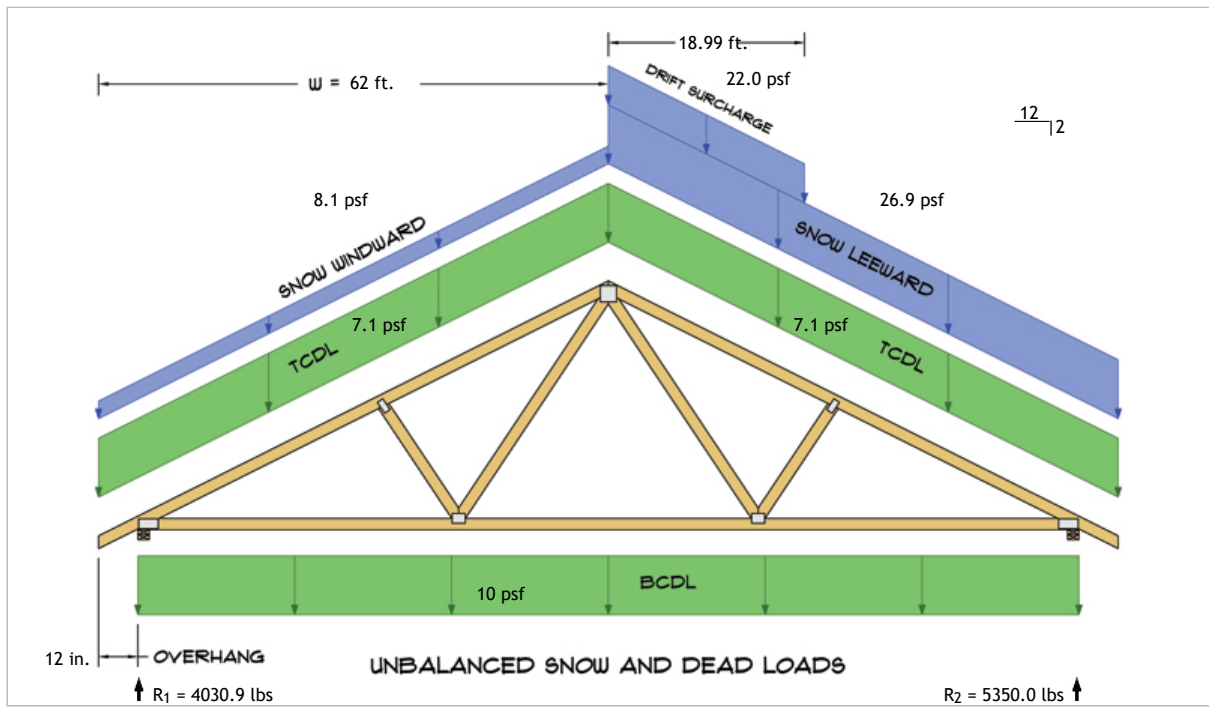 18.99 ft.
W = 62 ft.
DRIFT SURCHARGE
22.0 psf
12
2
8.1 psf
26.9 psf
SNOW WINDWARD
SNOW LEEWARD
7.1 psf
7.1 psf
TCDL
TCDL
BCDL
10 psf
12 in.
OVERHANG
UNBALANCED SNOW AND DEAD LOADS
R1 = 4030.9 lbs
R2 = 5350.0 lbs